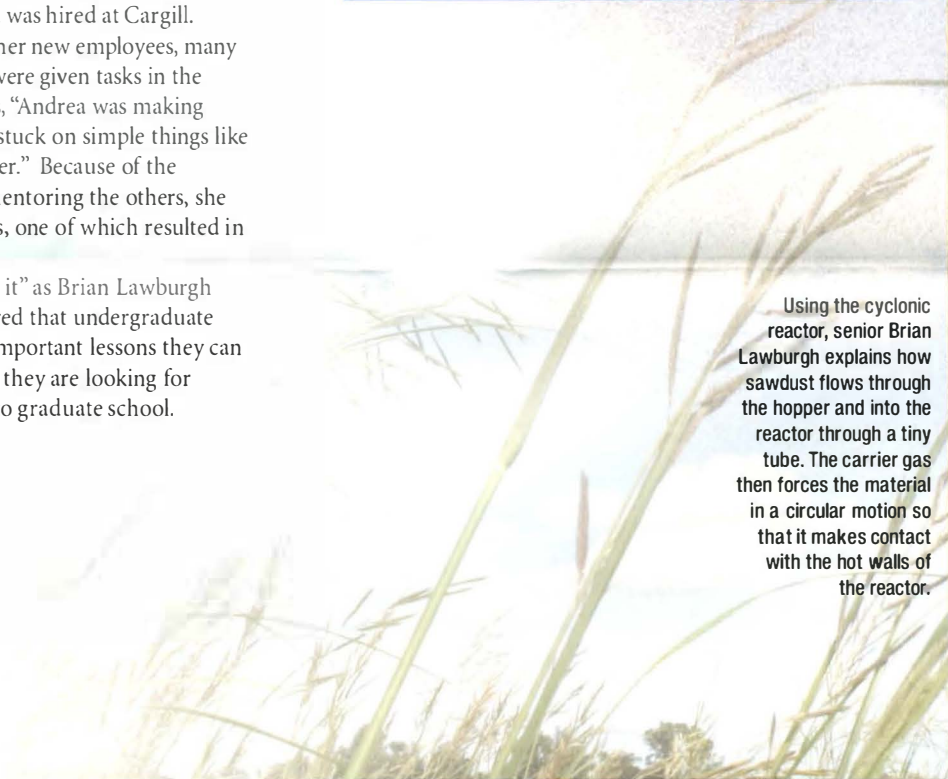 was hired at Cargill.
her new employees, many
were given tasks in the
, “Andrea was making
stuck on simple things like
er.” Because of the
entoring the others, she
s, one of which resulted in
it” as Brian Lawburgh
ed that undergraduate
mportant lessons they can
they are looking for
o graduate school.
Using the cyclonic
reactor, senior Brian
Lawburgh explains how
sawdust flows through
the hopper and into the
reactor through a tiny
tube. The carrier gas
then forces the material
in a circular motion so
that it makes contact
with the hot walls of
the reactor.